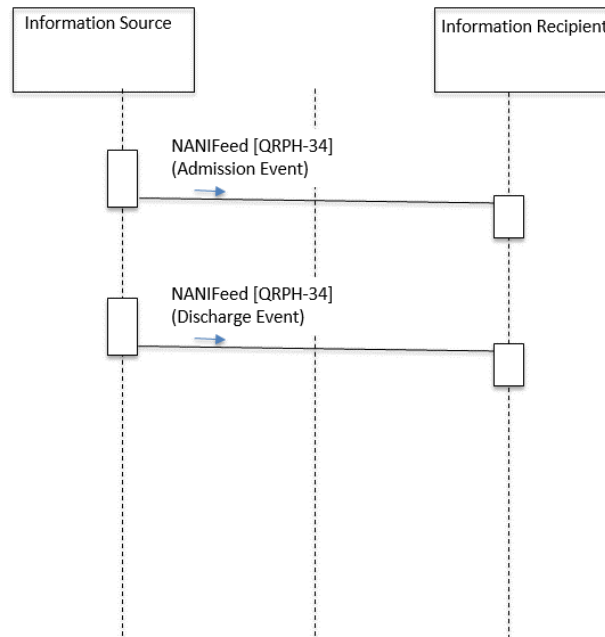 Information Source
Information Recipient
NANIFeed [QRPH-34]
(Admission Event)
NANIFeed [QRPH-34]
(Discharge Event)